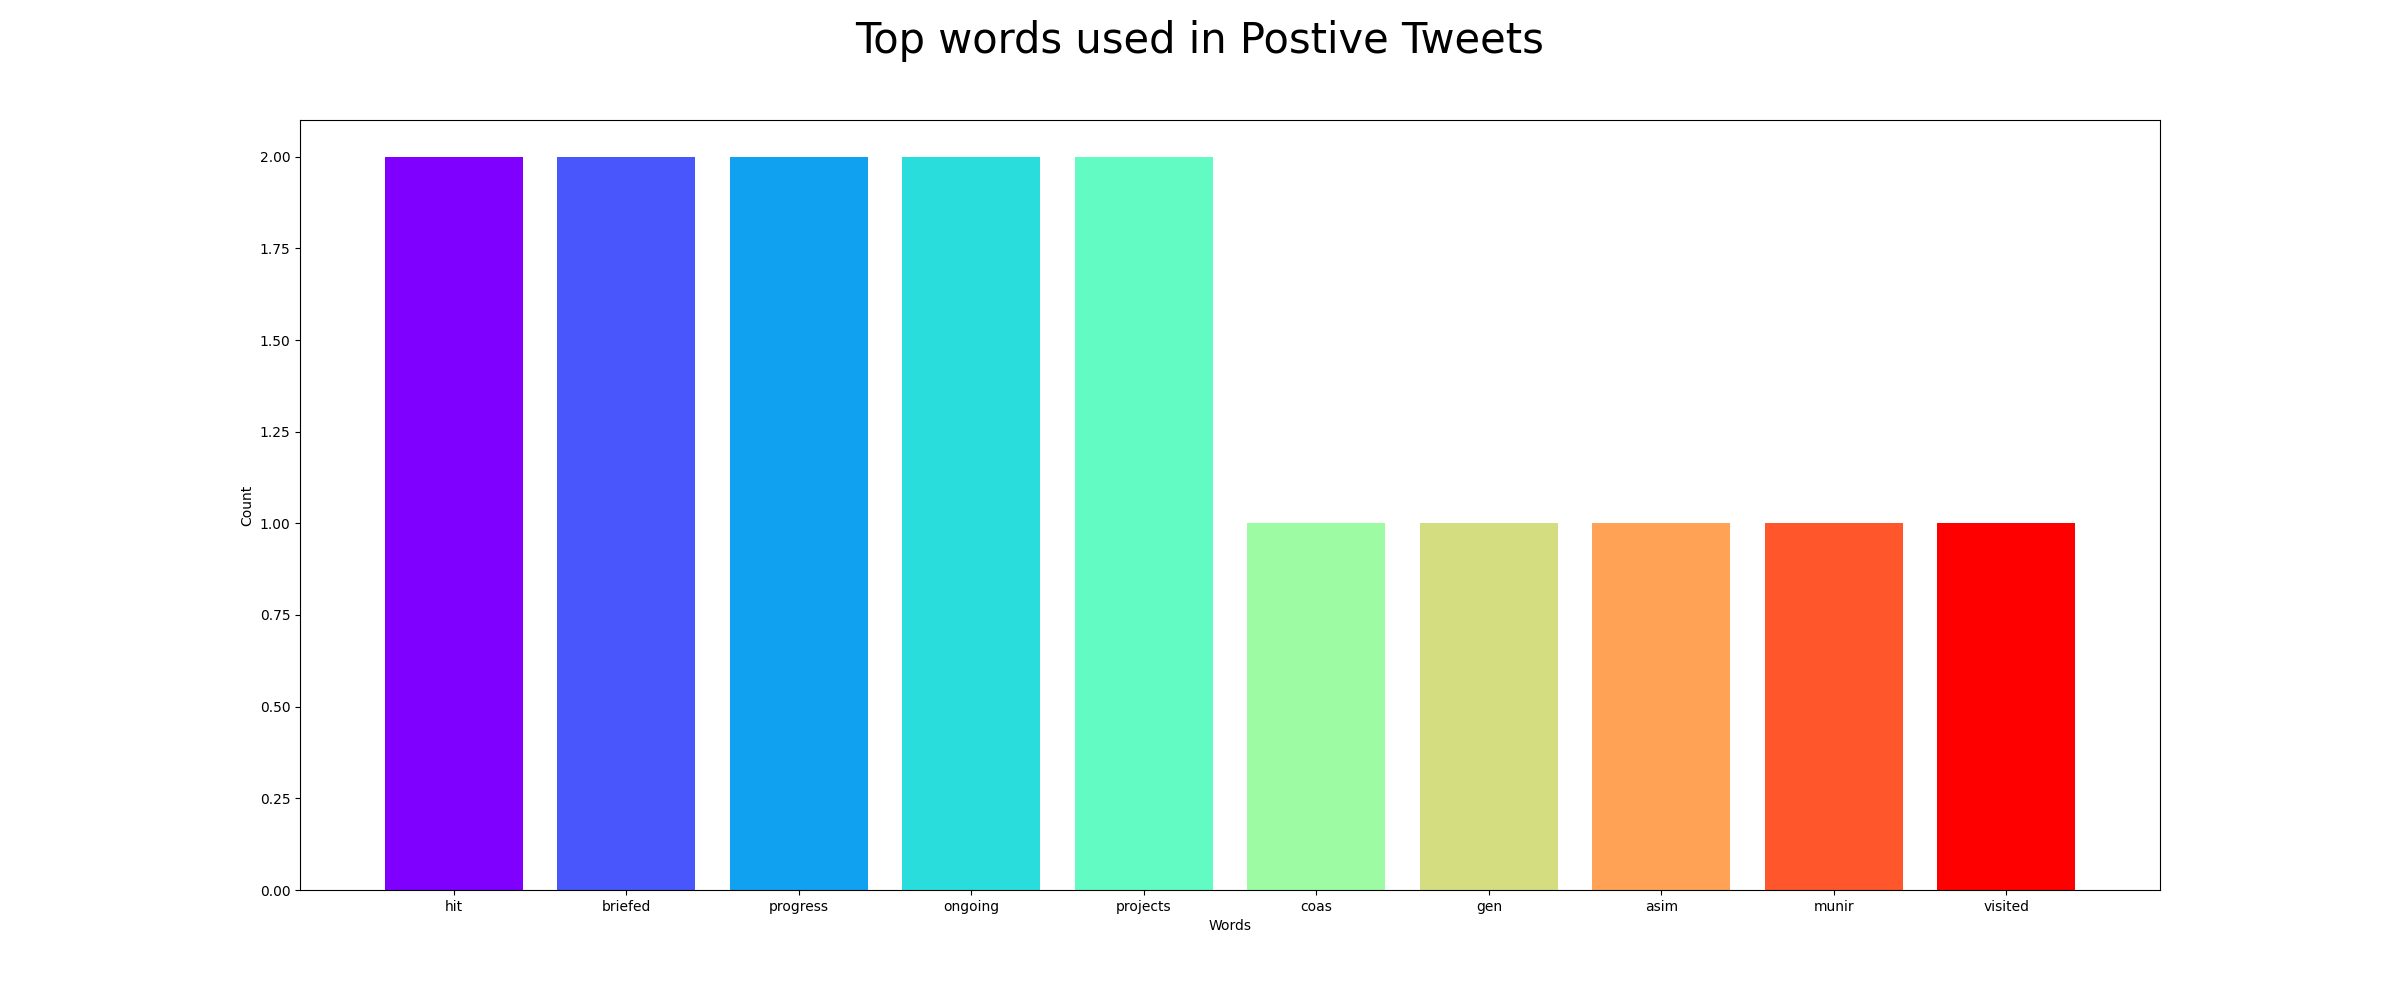 Top words used in Postive Tweets
2.00
1.75
1.50
1.25
1.00
0.75
0.50
0.25
0.00
Count
hit briefed progress ongoing projects coas gen asim munir visited
Words